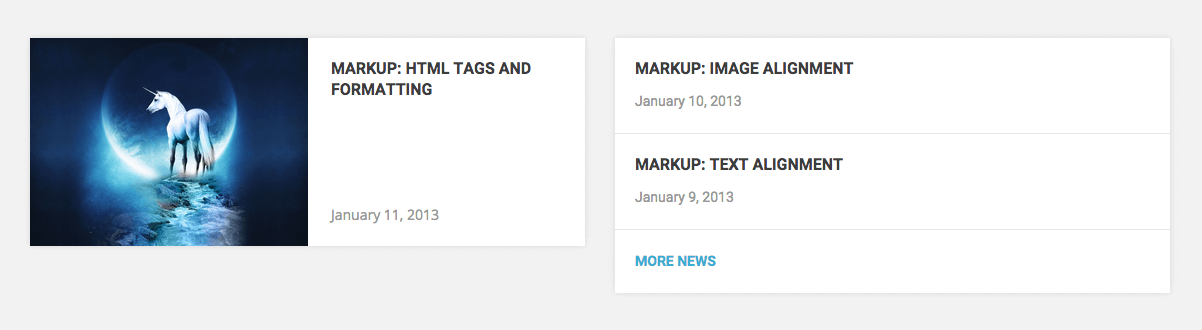 MARKUP: HTML TAGS AND
FORMATTING
January 11, 2013
MARKUP: IMAGE ALIGNMENT
January 10, 2013
MARKUP: TEXT ALIGNMENT
January 9, 2013
MORE NEWS